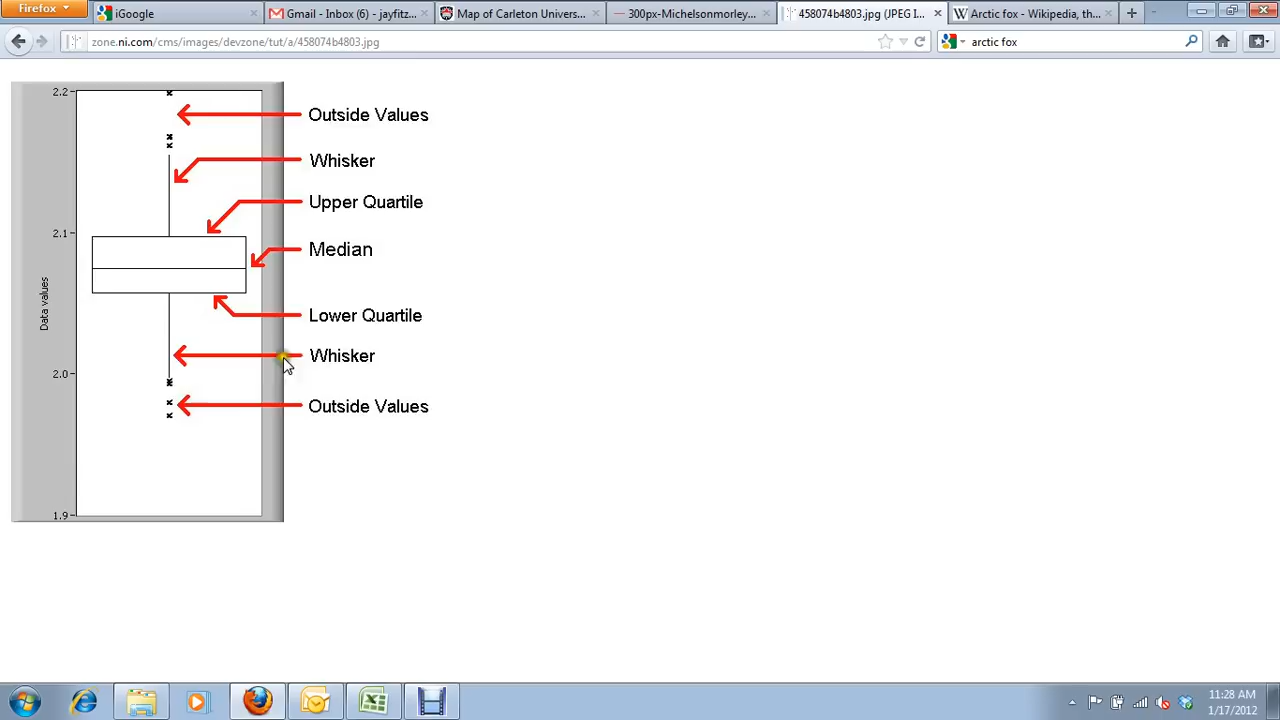 Firefox
iGoogle
Gmail - Inbox (6) - jayfitz...
Map of Carleton Univers...
300px-Michelsonmorley...
458074b4803.jpg (JPEG I...
Arctic fox - Wikipedia, th...
zone.ni.com/cms/images/devzone/tut/a/458074b4803.jpg
arctic fox
2.2
Outside Values
Whisker
Upper Quartile
2.1
Median
Data values
Lower Quartile
Whisker
2.0
Outside Values
1.9
11:28 AM
1/17/2012